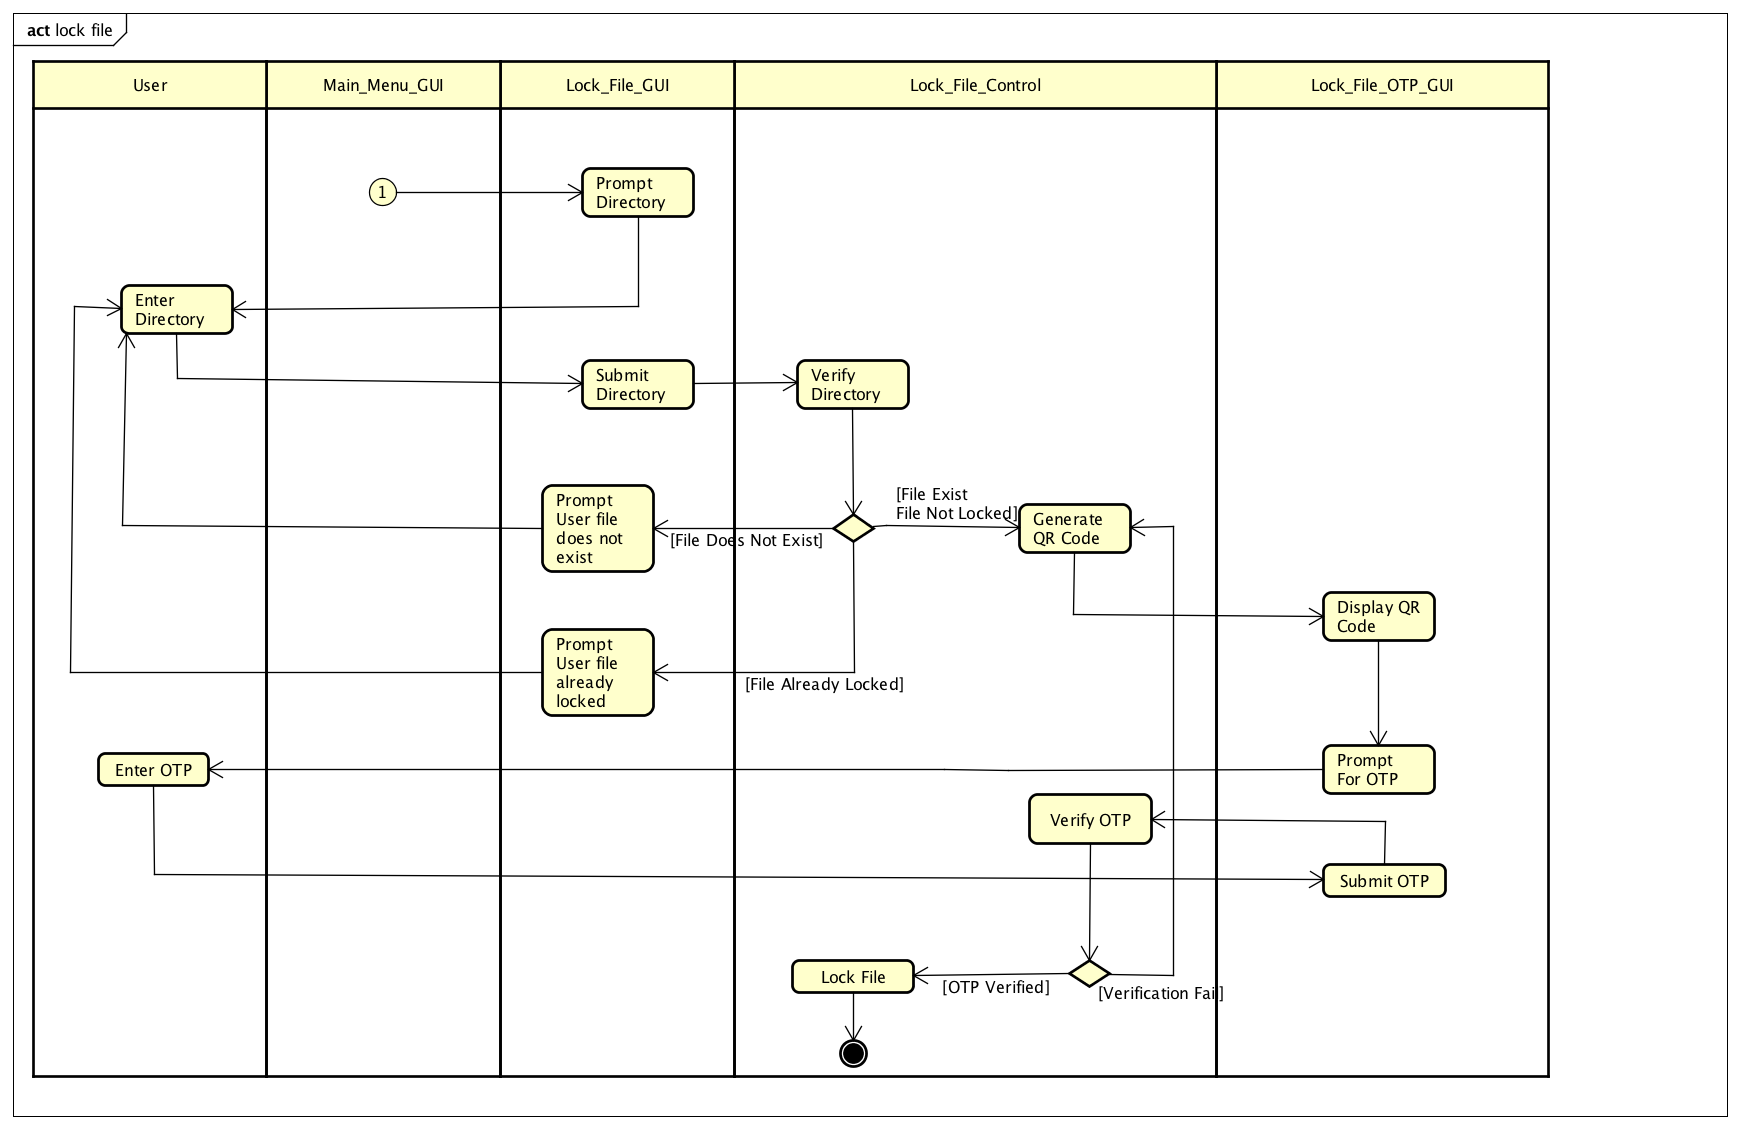 act lock file
User
Main_Menu_GUI
Lock_File_GUI
Lock_File_Control
Lock_File_OTP_GUI
1
Prompt
Directory
Enter
Directory
Submit
Directory
Verify
Directory
Prompt
User file
does not
exist
[File Does Not Exist]
[File Exist
File Not Locked]
Generate
QR Code
Display QR
Code
Prompt
User file
already
locked
[File Already Locked]
Enter OTP
Prompt
For OTP
Verify OTP
Submit OTP
Lock File
[OTP Verified]
[Verification Fail]